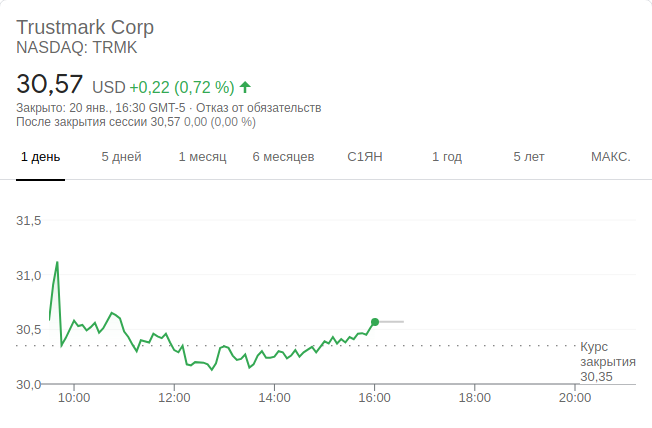 Trustmark Corp
NASDAQ: TRMK
30,57 USD +0,22 (0,72 %)
Закрыто: 20 янв., 16:30 GMT-5 · Отказ от обязательств
После закрытия сессии 30,57 0,00 (0,00 %)
1 день 5 дней 1 месяц 6 месяцев С1ЯН 1 год 5 лет МАКС.
31,5
31,0
30,5
Курс
закрытия
30,35
30,0
10:00 12:00 14:00 16:00 18:00 20:00